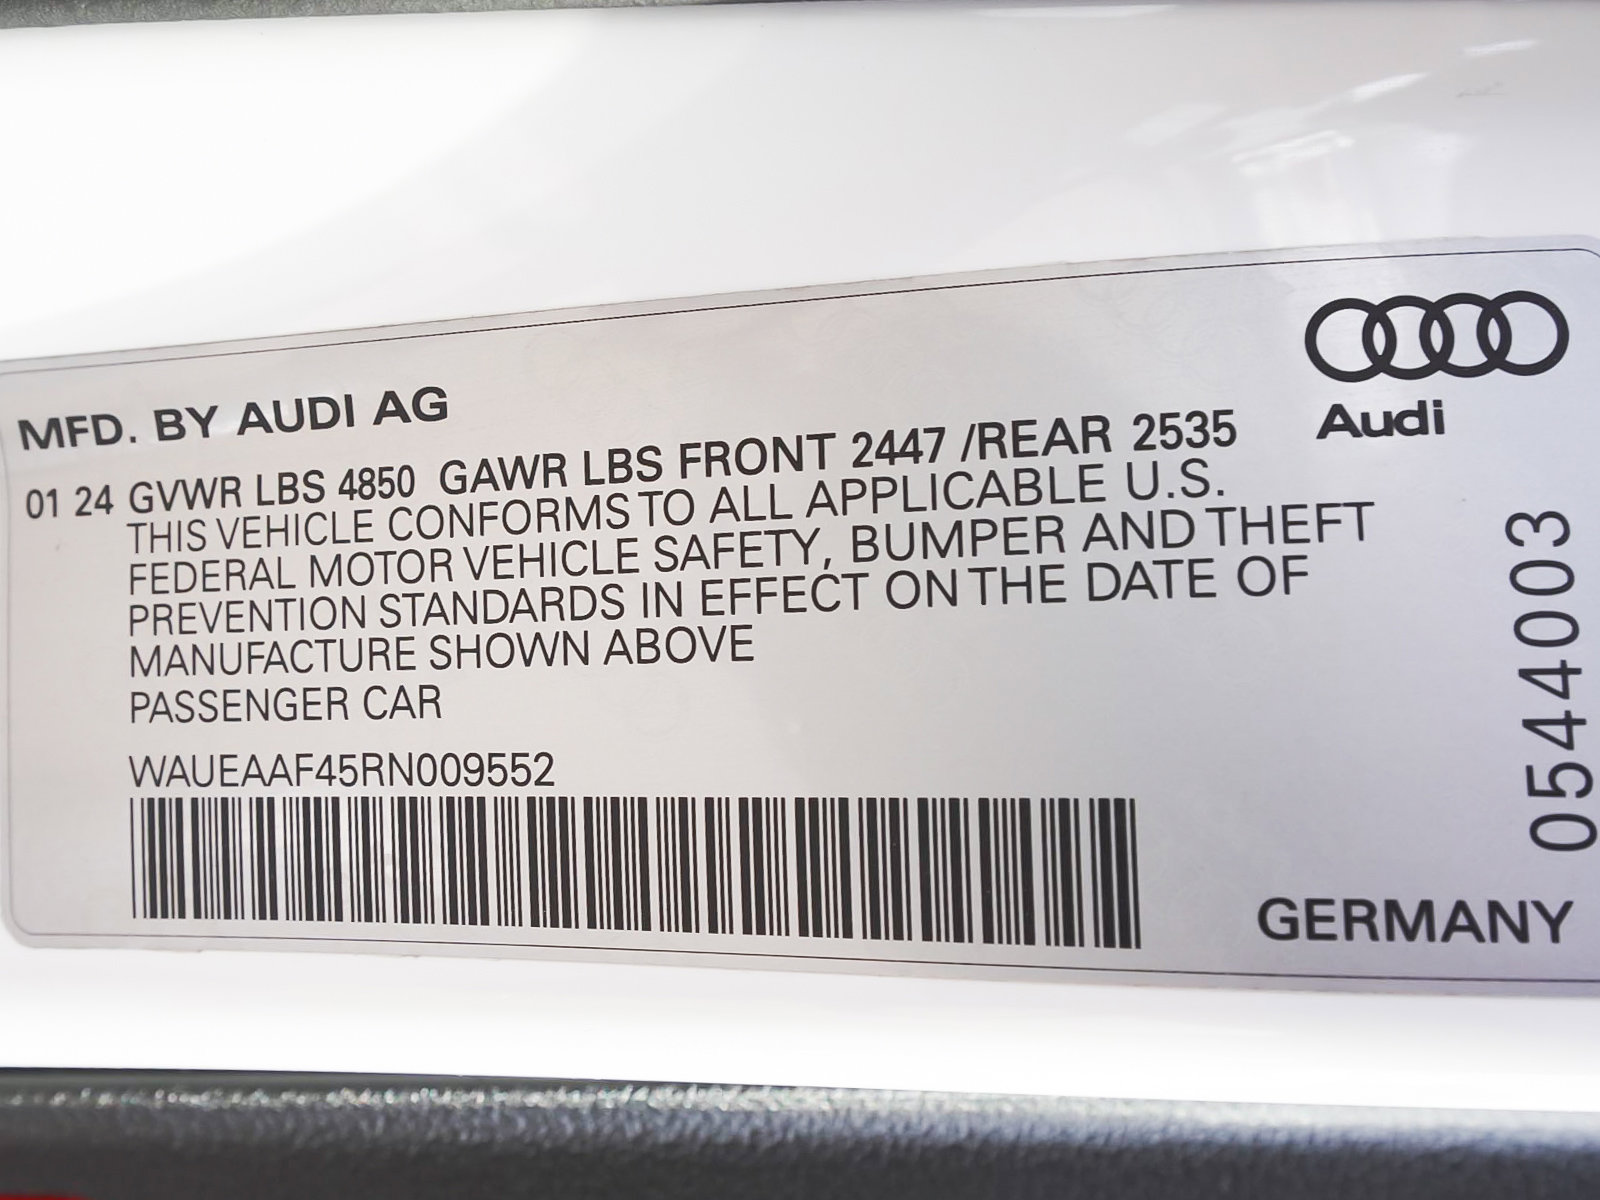 Audi
MFD. BY AUDI AG
01 24 GVWR LBS 4850 GAWR LBS FRONT 2447 /REAR 2535
THIS VEHICLE CONFORMS TO ALL APPLICABLE U.S.
FEDERAL MOTOR VEHICLE SAFETY, BUMPER AND THEFT
PREVENTION STANDARDS IN EFFECT ON THE DATE OF
MANUFACTURE SHOWN ABOVE
PASSENGER CAR
WAUEAAF45RN009552
0544003
GERMANY